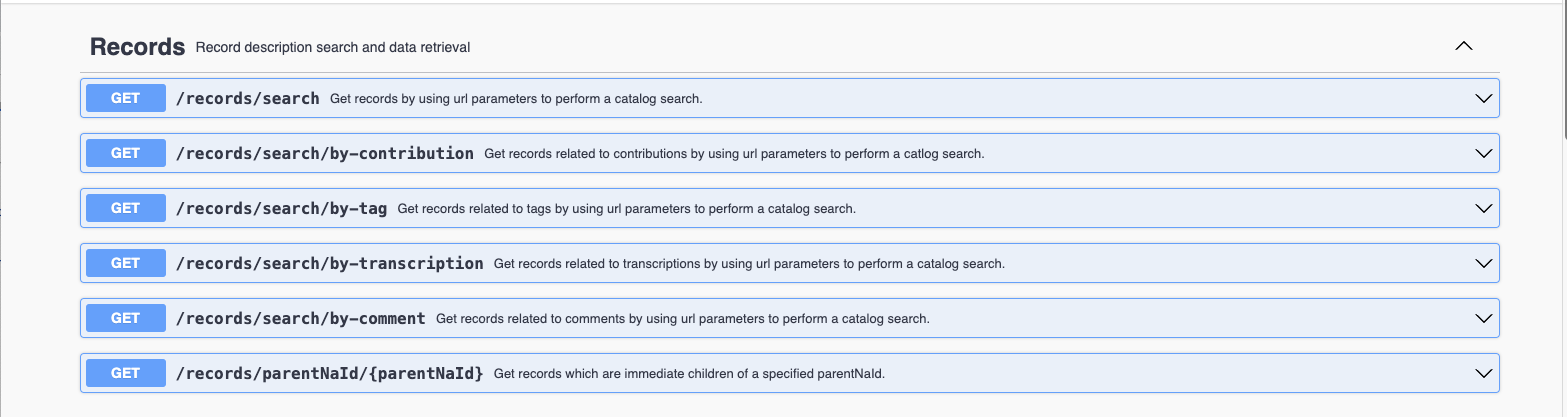 Records Record description search and data retrieval
GET /records/search Get records by using url parameters to perform a catalog search.
GET /records/search/by-contribution Get records related to contributions by using url parameters to perform a catlog search.
GET /records/search/by-tag Get records related to tags by using url parameters to perform a catalog search.
GET /records/search/by-transcription Get records related to transcriptions by using url parameters to perform a catalog search.
GET /records/search/by-comment Get records related to comments by using url parameters to perform a catalog search.
GET /records/parentNaId/{parentNaId} Get records which are immediate children of a specified parentNaId.